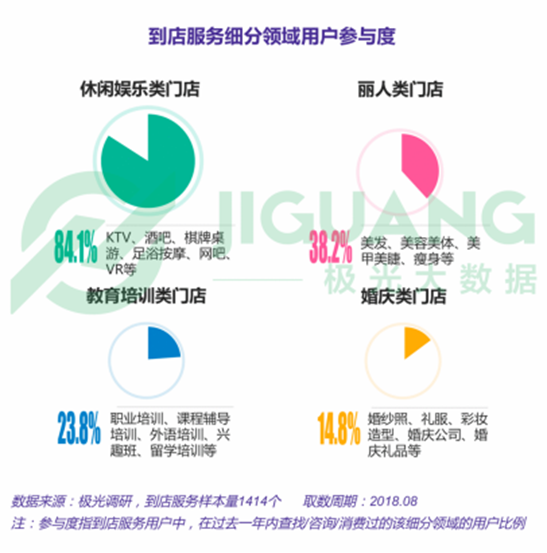 到店服务细分领域用户参与度
休闲娱乐类门店
84.1%
KTV、酒吧、棋牌桌
游、足浴按摩、网吧、
VR等
丽人类门店
38.2%
美发、美容美体、美
甲美睫、瘦身等
JIGUANG
极光大数据
教育培训类门店
23.8%
职业培训、课程辅导
培训、外语培训、兴
趣班、留学培训等
婚庆类门店
14.8%
婚纱照、礼服、彩妆
造型、婚庆公司、婚
庆礼品等
数据来源：极光调研，到店服务样本量1414个 取数周期：2018.08
注：参与度指到店服务用户中，在过去一年内查找/咨询/消费过的该细分领域的用户比例